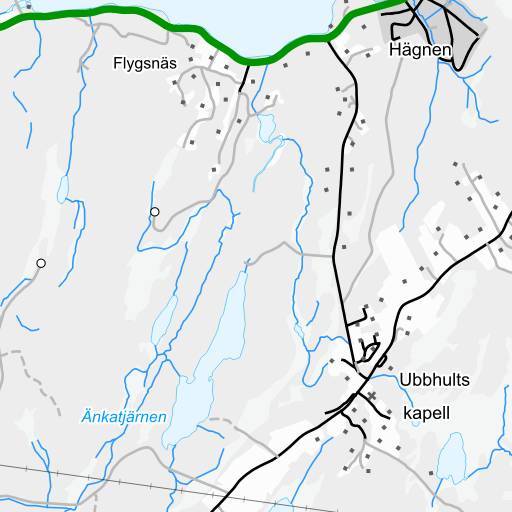 Hägnen
Flygsnäs
Ubbhults
kapell
Änkatjärnen